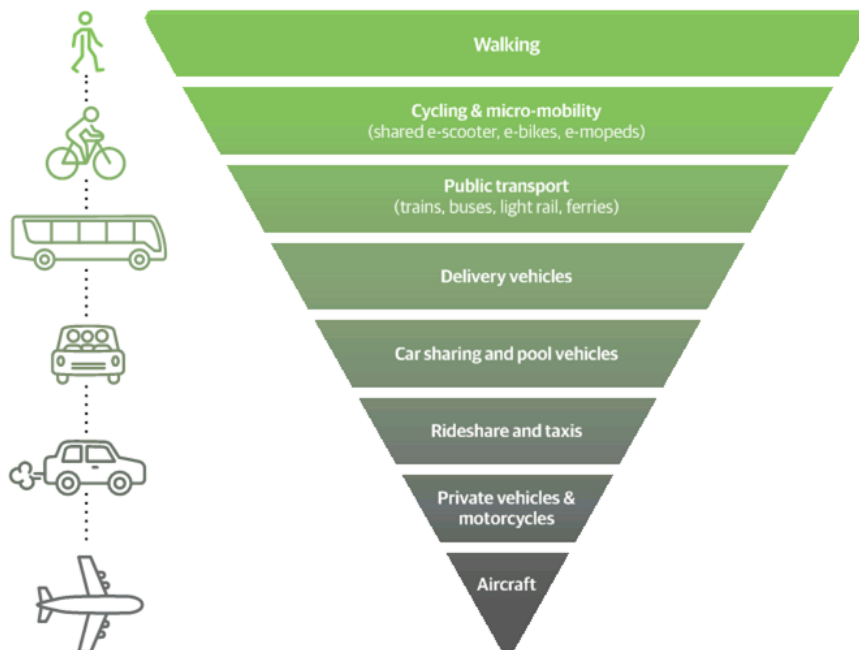 Walking
Cycling & micro-mobility
(shared e-scooter, e-bikes, e-mopeds)
Public transport
(trains, buses, light rail, ferries)
Delivery vehicles
Car sharing and pool vehicles
Rideshare and taxis
Private vehicles &
motorcycles
Aircraft